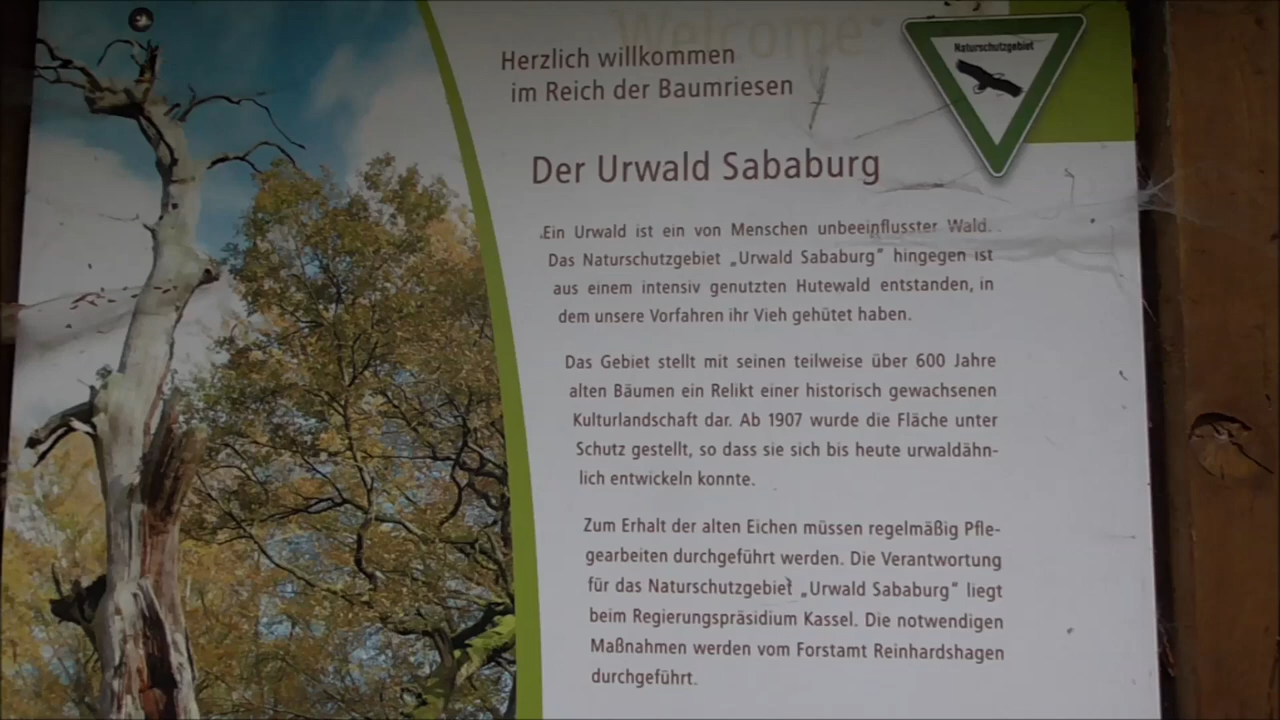 Welcome
Herzlich willkommen
im Reich der Baumriesen
Naturschutzgebiet
Der Urwald Sababurg
Ein Urwald ist ein von Menschen unbeeinflusster Wald.
Das Naturschutzgebiet „Urwald Sababurg“ hingegen ist
aus einem intensiv genutzten Hutewald entstanden, in
dem unsere Vorfahren ihr Vieh gehütet haben.
Das Gebiet stellt mit seinen teilweise über 600 Jahre
alten Bäumen ein Relikt einer historisch gewachsenen
Kulturlandschaft dar. Ab 1907 wurde die Fläche unter
Schutz gestellt, so dass sie sich bis heute urwaldähn-
lich entwickeln konnte.
Zum Erhalt der alten Eichen müssen regelmäßig Pfle-
gearbeiten durchgeführt werden. Die Verantwortung
für das Naturschutzgebiet „Urwald Sababurg“ liegt
beim Regierungspräsidium Kassel. Die notwendigen
Maßnahmen werden vom Forstamt Reinhardshagen
durchgeführt.